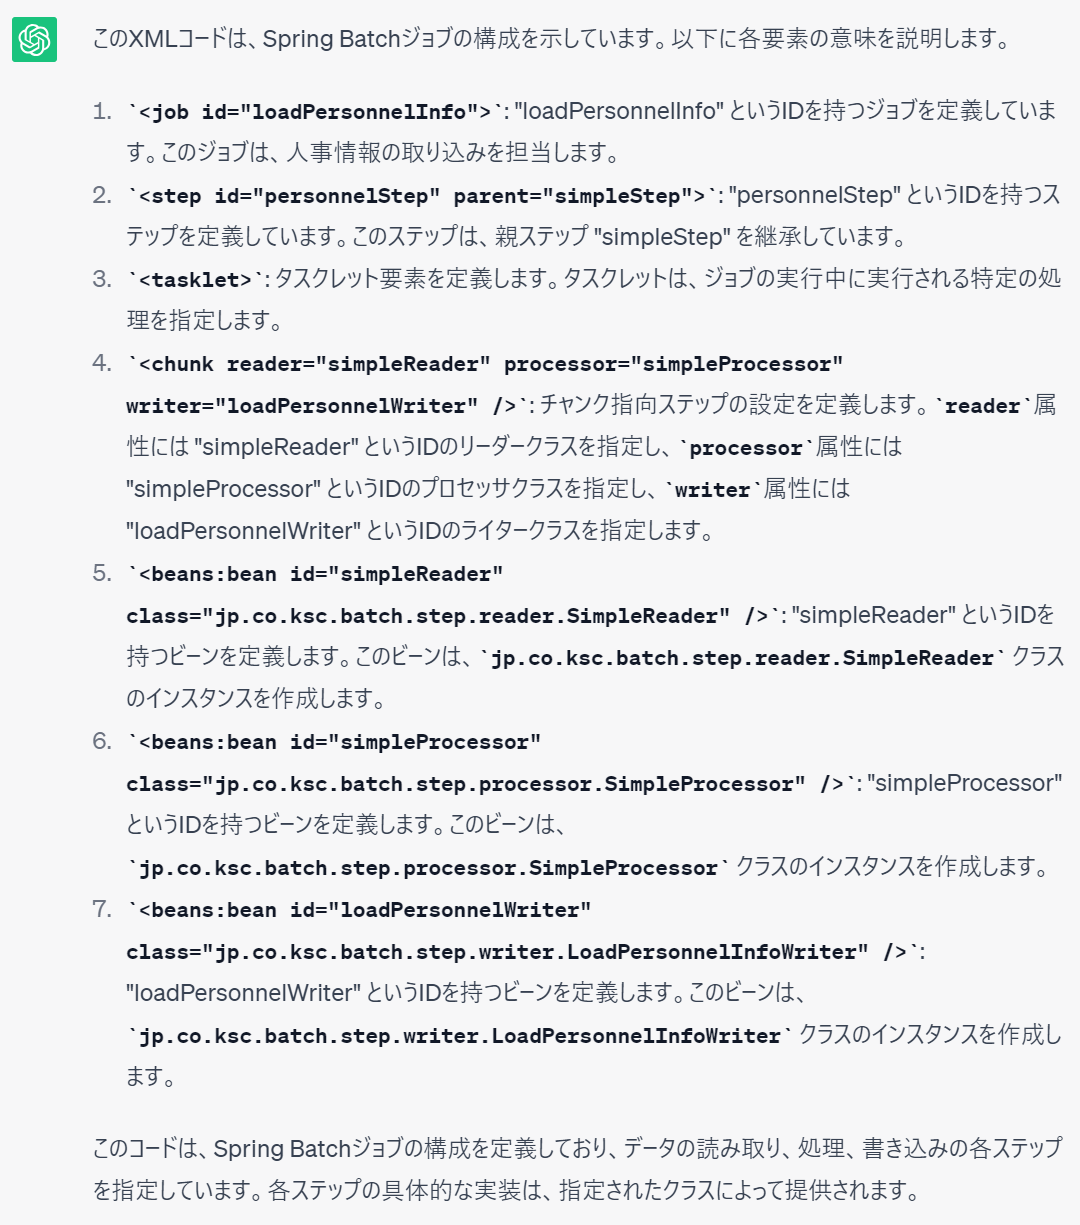 このXMLコードは、Spring Batchジョブの構成を示しています。以下に各要素の意味を説明します。
1. `<job id="loadPersonnelInfo">`: "loadPersonnelInfo" というIDを持つジョブを定義していま
す。このジョブは、人事情報の取り込みを担当します。
2. `<step id="personnelStep" parent="simpleStep">`: "personnelStep" というIDを持つス
テップを定義しています。このステップは、親ステップ "simpleStep" を継承しています。
3. `<tasklet>`: タスクレット要素を定義します。タスクレットは、ジョブの実行中に実行される特定の処
理を指定します。
4. `<chunk reader="simpleReader" processor="simpleProcessor"
writer="loadPersonnelWriter" />`: チャンク指向ステップの設定を定義します。`reader`属
性には "simpleReader" というIDのリーダークラスを指定し、`processor`属性には
"simpleProcessor" というIDのプロセッサクラスを指定し、`writer`属性には
"loadPersonnelWriter" というIDのライタークラスを指定します。
5. `<beans:bean id="simpleReader"
class="jp.co.ksc.batch.step.reader.SimpleReader" />`: "simpleReader" というIDを
持つビーンを定義します。このビーンは、`jp.co.ksc.batch.step.reader.SimpleReader` クラス
のインスタンスを作成します。
6. `<beans:bean id="simpleProcessor"
class="jp.co.ksc.batch.step.processor.SimpleProcessor" />`: "simpleProcessor"
というIDを持つビーンを定義します。このビーンは、
`jp.co.ksc.batch.step.processor.SimpleProcessor` クラスのインスタンスを作成します。
7. `<beans:bean id="loadPersonnelWriter"
class="jp.co.ksc.batch.step.writer.LoadPersonnelInfoWriter" />`:
"loadPersonnelWriter" というIDを持つビーンを定義します。このビーンは、
`jp.co.ksc.batch.step.writer.LoadPersonnelInfoWriter` クラスのインスタンスを作成し
ます。
このコードは、Spring Batchジョブの構成を定義しており、データの読み取り、処理、書き込みの各ステップ
を指定しています。各ステップの具体的な実装は、指定されたクラスによって提供されます。